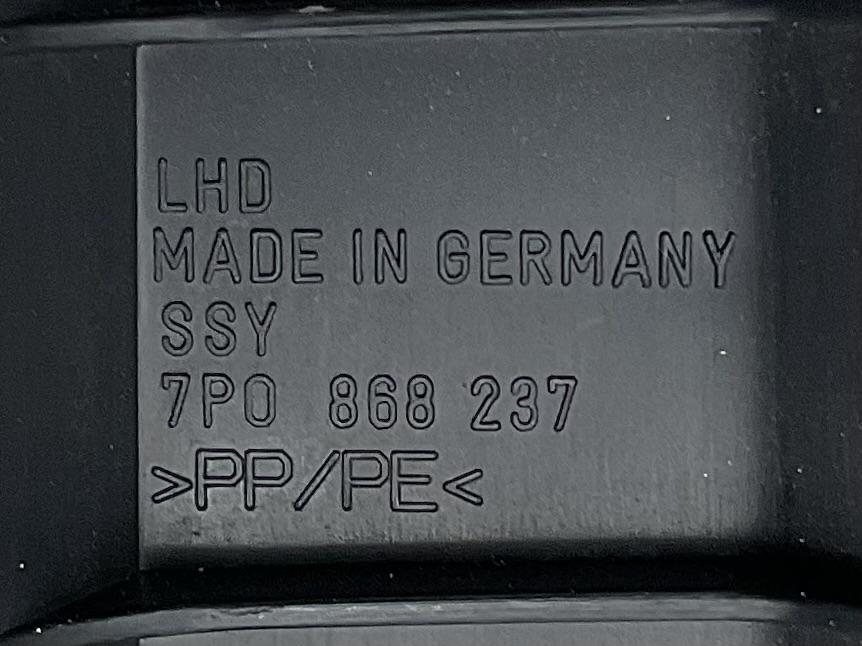 LHD
MADE IN GERMANY
SSY
7P0 868 237
>PP/PE<